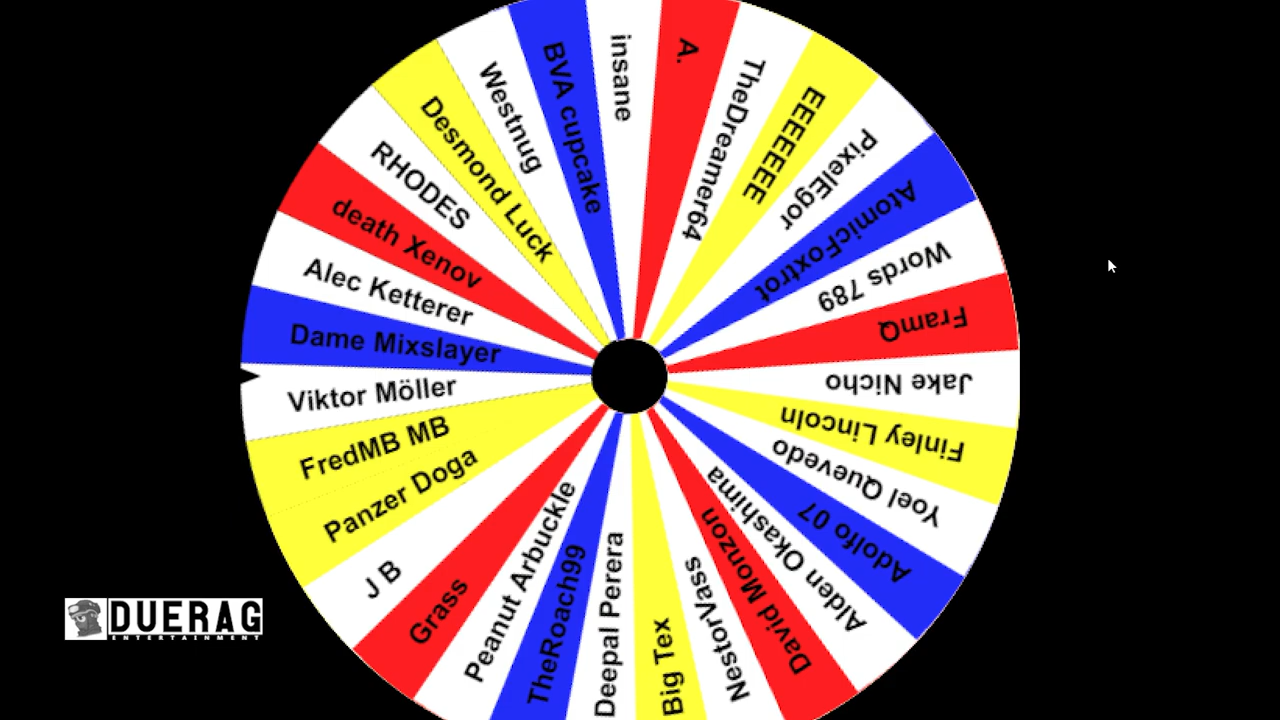 insane
A.
TheDreamer64
EEEEEEE
PixelEgor
AtomicFoxtrot
Words 789
FramQ
Jake Nicho
Finley Lincoln
Yoel Quevedo
Adolfo 07
Alden Okashima
David Monzon
NestorVass
Big Tex
Deepal Perera
TheRoach99
Peanut Arbuckle
Grass
J B
Panzer Doga
FredMB MB
Viktor Möller
Dame Mixslayer
Alec Ketterer
death Xenov
RHODES
Desmond Luck
Westnug
BVA cupcake
DUERAG
ENTERTAINMENT